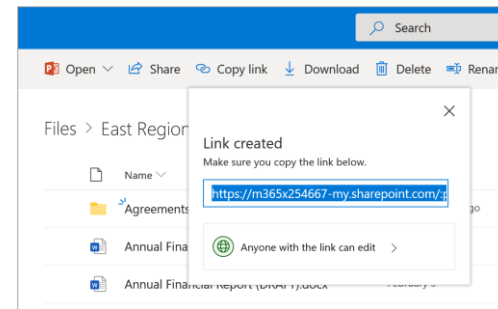 Search
Open Share Copy link Download Delete Renam
Files > East Region
Link created
Make sure you copy the link below.
Name
https://m365x254667-my.sharepoint.com/:p
Agreements
go
Annual Fina
Anyone with the link can edit
Annual Financial Report (DRAFT).docx